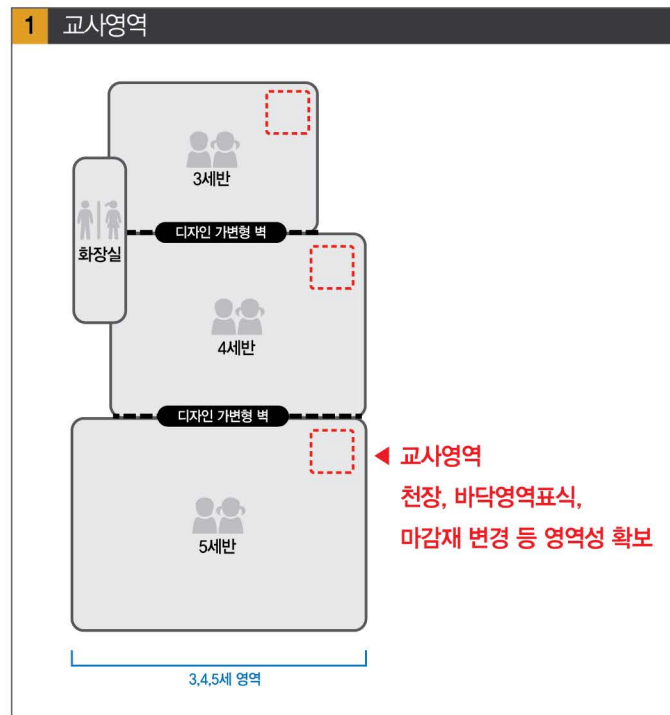 1 교사영역
3세반
화장실
디자인 가변형 벽
4세반
디자인 가변형 벽
◀ 교사영역
천장, 바닥영역표식,
마감재 변경 등 영역성 확보
5세반
3,4,5세 영역